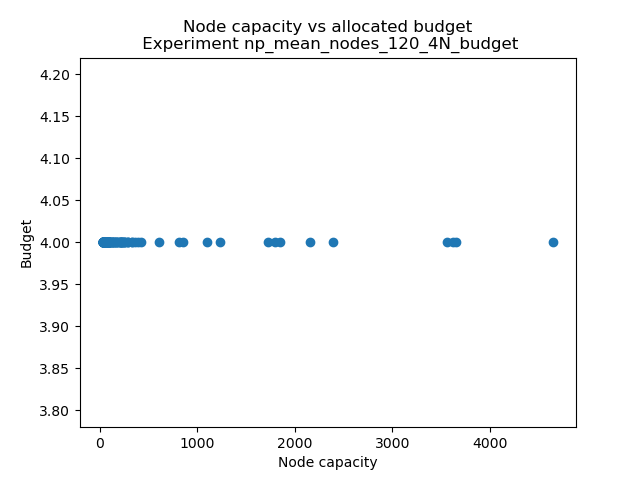 Node capacity vs allocated budget
Experiment np_mean_nodes_120_4N_budget
4.20
4.15
4.10
4.05
4.00
3.95
3.90
3.85
3.80
Budget
0 1000 2000 3000 4000
Node capacity